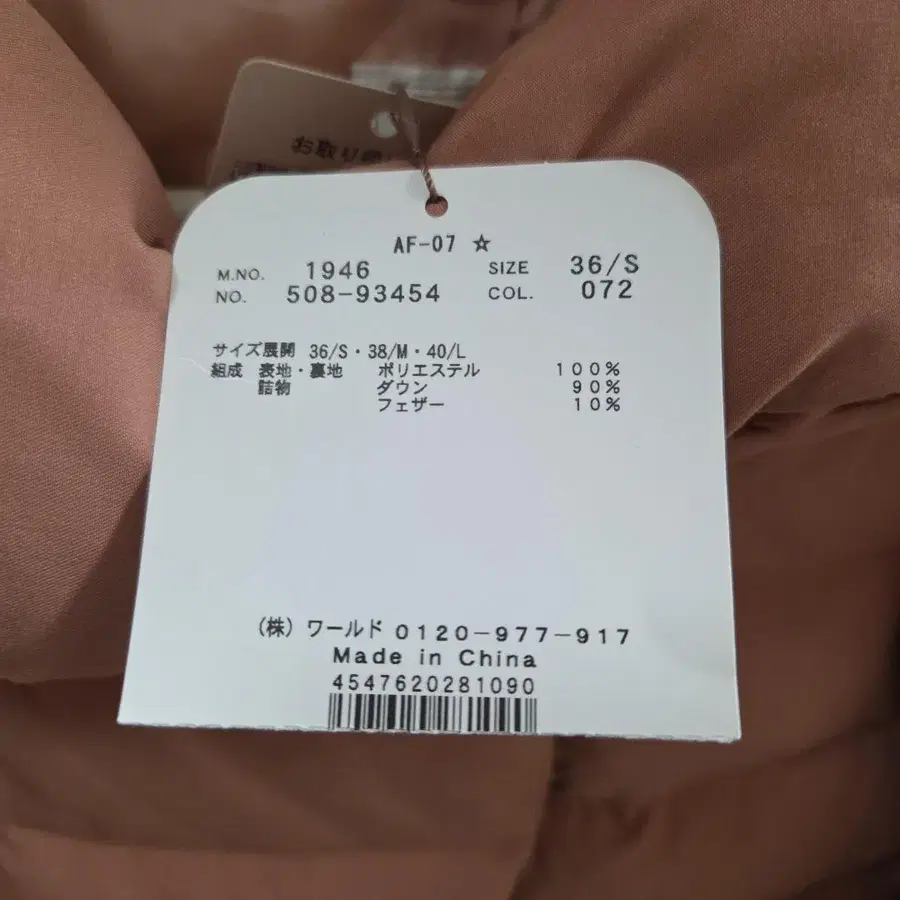 お取り
AF-07 ☆
M.NO. 1946 SIZE 36/S
NO. 508-93454 COL. 072
サイズ展開 36/S・38/M・40/L
組成 表地・裏地 ポリエステル 100%
詰物 ダウン 90%
フェザー 10%
(株) ワールド 0120-977-917
Made in China
4547620281090